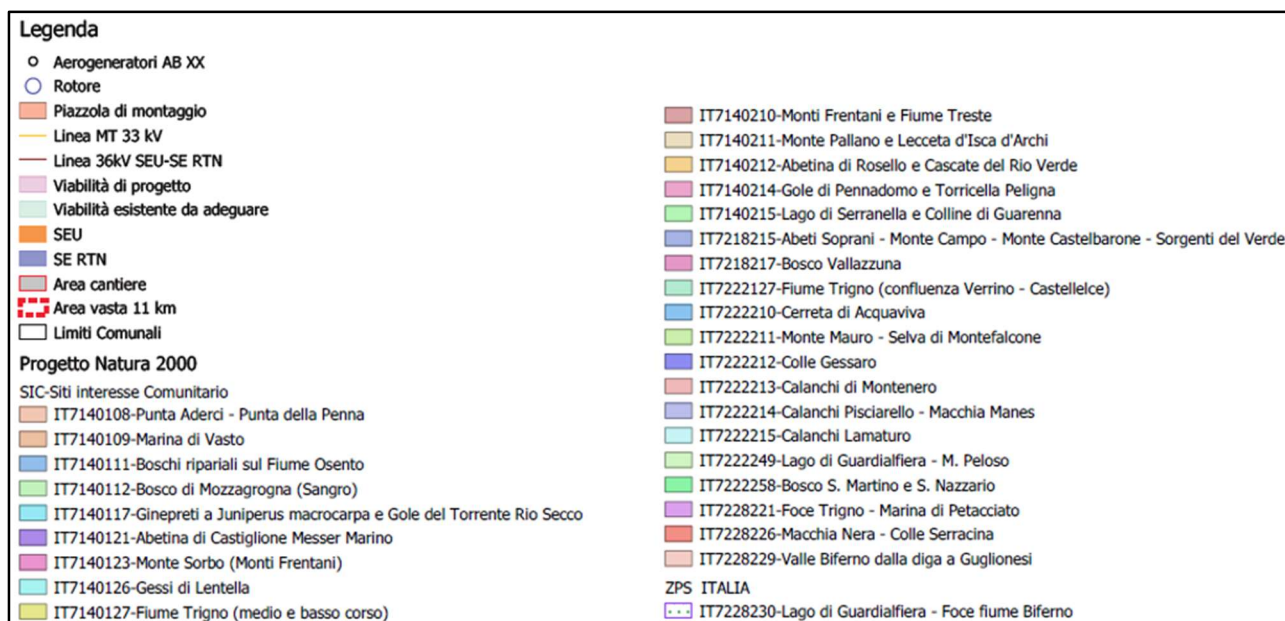 Legenda
Aerogeneratori AB XX
Rotore
Piazzola di montaggio
Linea MT 33 kV
Linea 36kV SEU-SE RTN
Viabilità di progetto
Viabilità esistente da adeguare
SEU
SE RTN
Area cantiere
Area vasta 11 km
Limiti Comunali
Progetto Natura 2000
SIC-Siti interesse Comunitario
IT7140108-Punta Aderci - Punta della Penna
IT7140109-Marina di Vasto
IT7140111-Boschi ripariali sul Fiume Osento
IT7140112-Bosco di Mozzagrogna (Sangro)
IT7140117-Ginepreti a Juniperus macrocarpa e Gole del Torrente Rio Secco
IT7140121-Abetina di Castiglione Messer Marino
IT7140123-Monte Sorbo (Monti Frentani)
IT7140126-Gessi di Lentella
IT7140127-Fiume Trigno (medio e basso corso)
IT7140210-Monti Frentani e Fiume Treste
IT7140211-Monte Pallano e Lecceta d'Isca d'Archi
IT7140212-Abetina di Rosello e Cascate del Rio Verde
IT7140214-Gole di Pennadomo e Torricella Peligna
IT7140215-Lago di Serranella e Colline di Guarenna
IT7218215-Abeti Soprani - Monte Campo - Monte Castelbarone - Sorgenti del Verde
IT7218217-Bosco Vallazzuna
IT7222127-Fiume Trigno (confluenza Verrino - Castellelce)
IT7222210-Cerreta di Acquaviva
IT7222211-Monte Mauro - Selva di Montefalcone
IT7222212-Colle Gessaro
IT7222213-Calanchi di Montenero
IT7222214-Calanchi Pisciarello - Macchia Manes
IT7222215-Calanchi Lamaturo
IT7222249-Lago di Guardialfiera - M. Peloso
IT7222258-Bosco S. Martino e S. Nazzario
IT7228221-Foce Trigno - Marina di Petacciato
IT7228226-Macchia Nera - Colle Serracina
IT7228229-Valle Biferno dalla diga a Guglionesi
ZPS ITALIA
IT7228230-Lago di Guardialfiera - Foce fiume Biferno